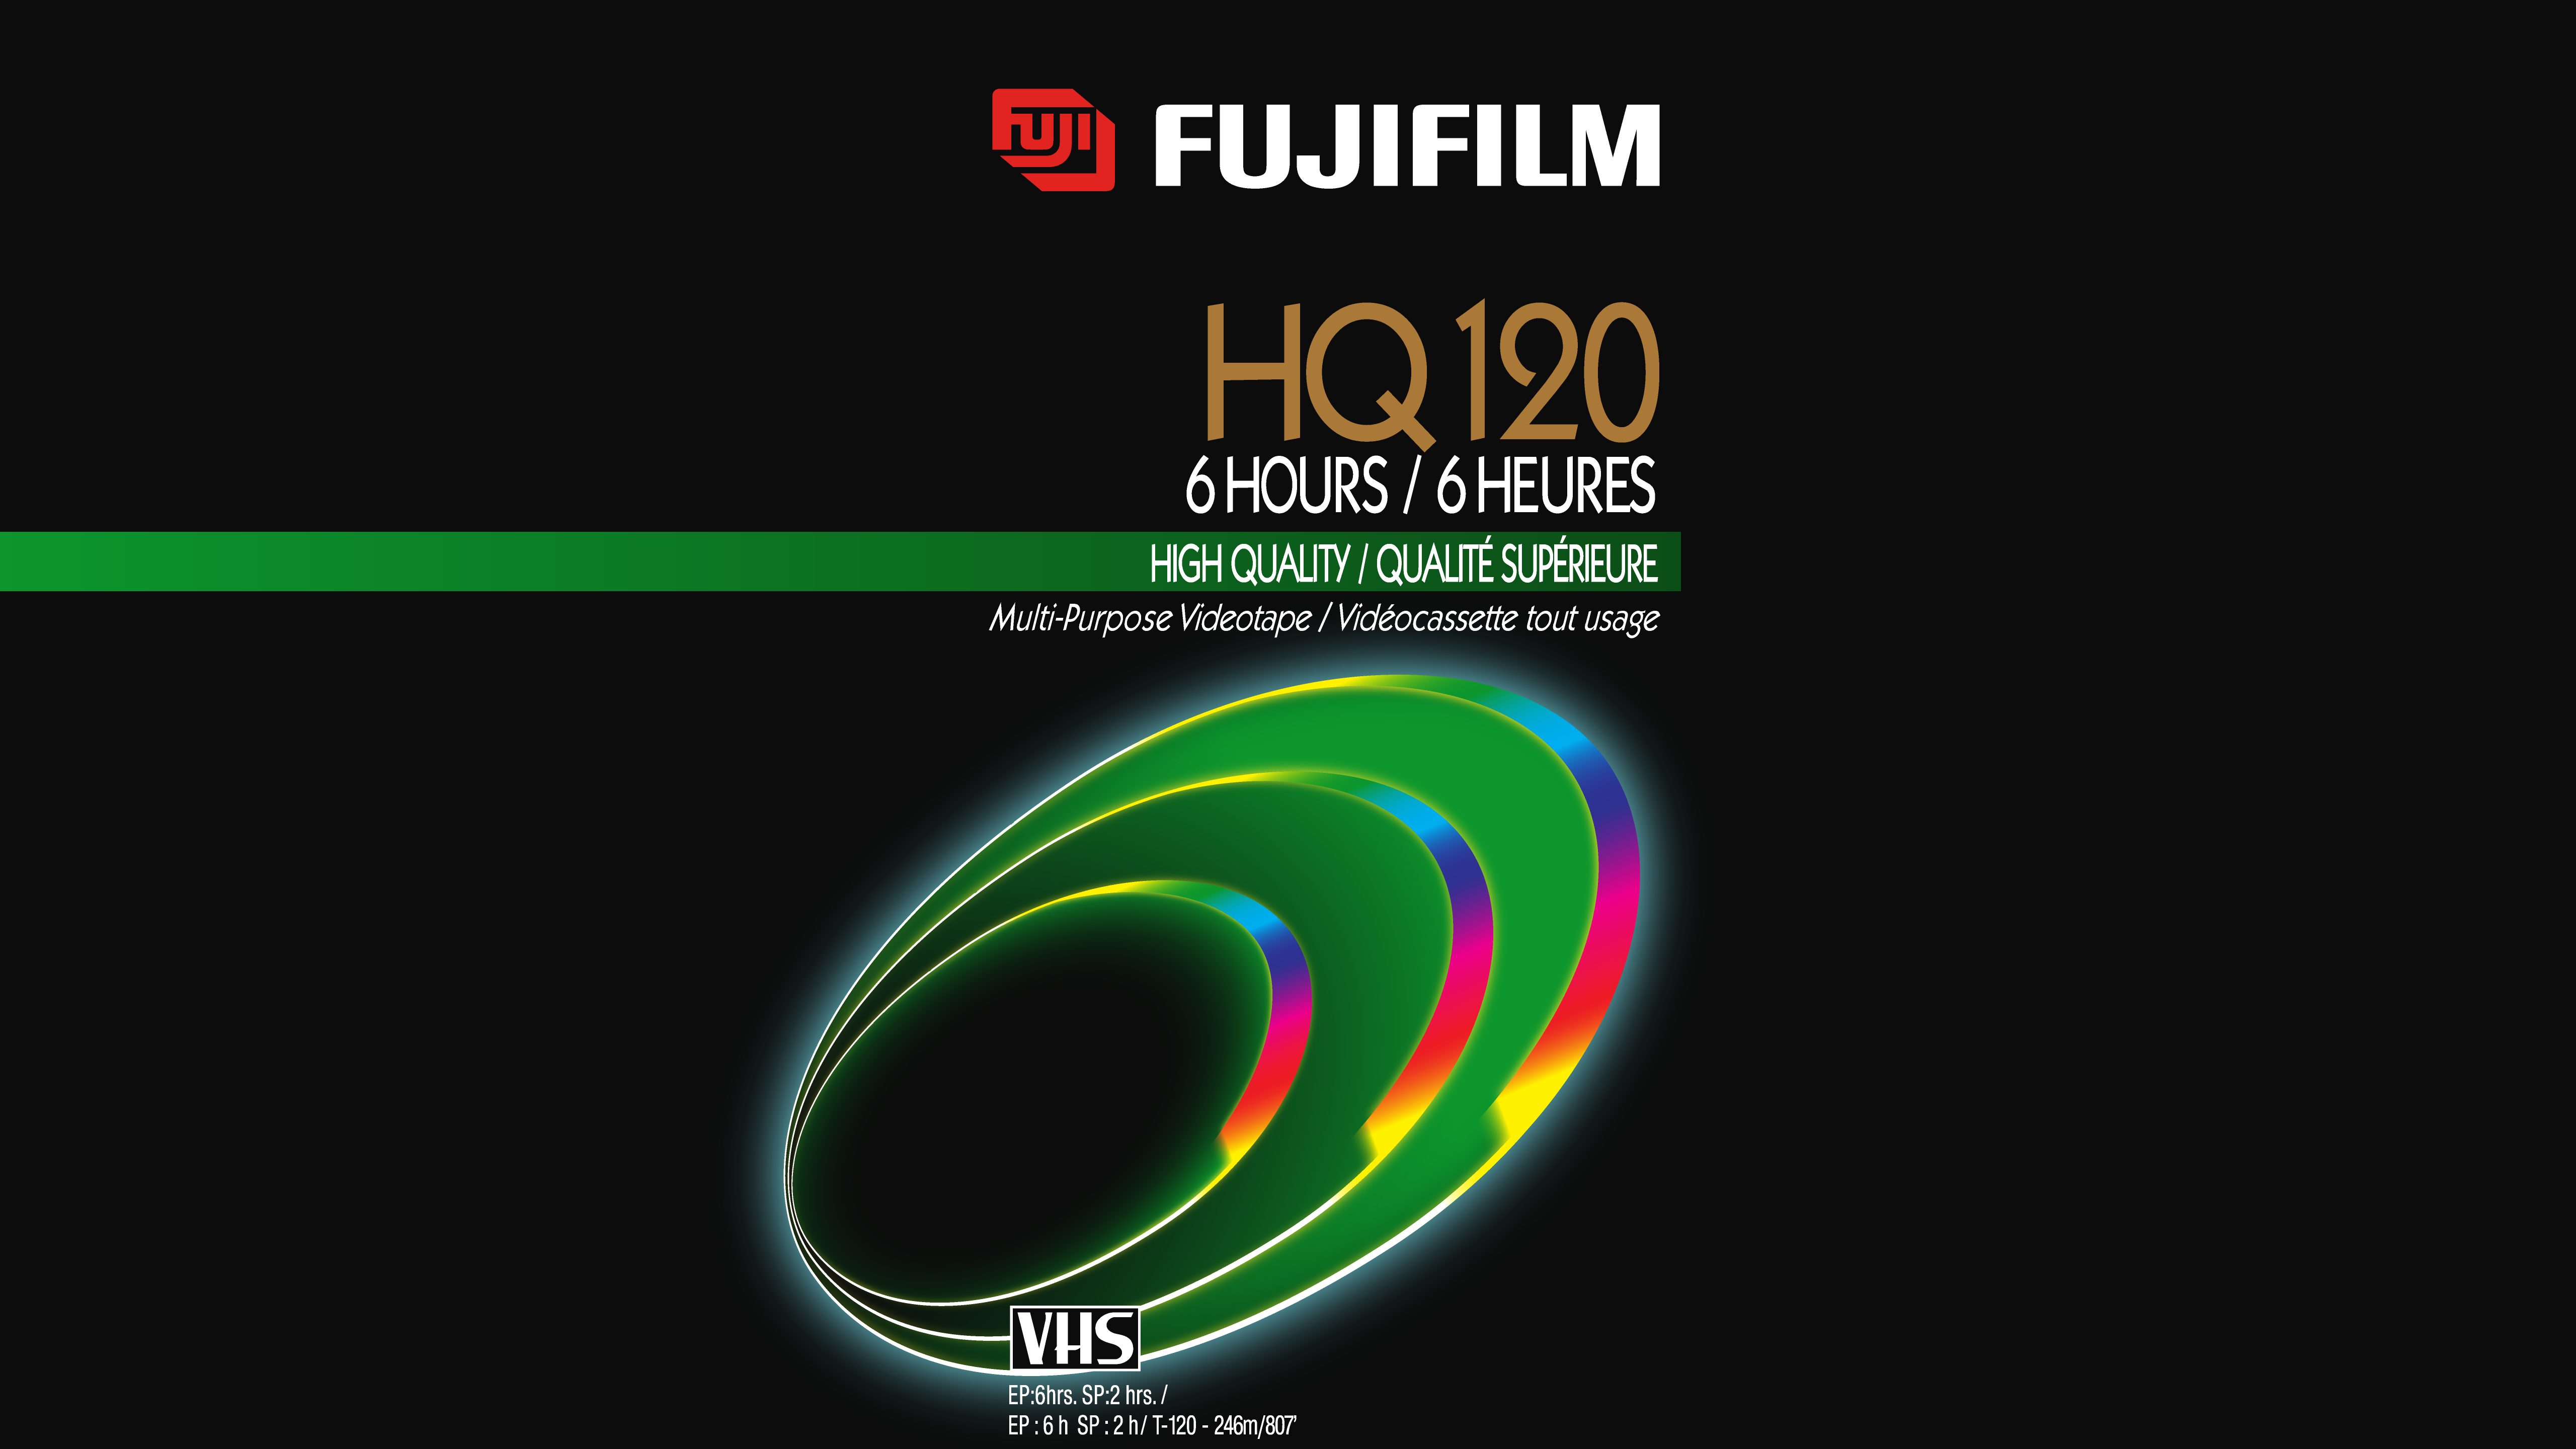 FUJI FUJIFILM
HQ 120
6 HOURS / 6 HEURES
HIGH QUALITY / QUALITÉ SUPÉRIEURE
Multi-Purpose Videotape / Vidéocassette tout usage
VHS
EP:6hrs. SP:2 hrs. /
EP : 6 h SP : 2 h / T-120 - 246m/807'